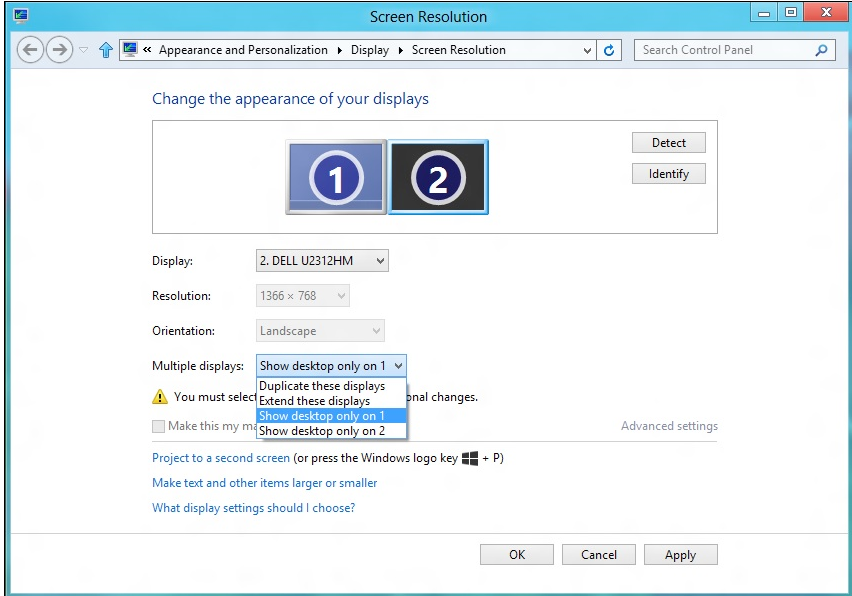 Screen Resolution
« Appearance and Personalization Display Screen Resolution Search Control Panel
Change the appearance of your displays
1 2
Detect
Identify
Display: 2. DELL U2312HM
Resolution: 1366 × 768
Orientation: Landscape
Multiple displays: Show desktop only on 1
Duplicate these displays
Extend these displays
Show desktop only on 1
Show desktop only on 2
You must select changes.
Make this my
Advanced settings
Project to a second screen (or press the Windows logo key + P)
Make text and other items larger or smaller
What display settings should I choose?
OK Cancel Apply